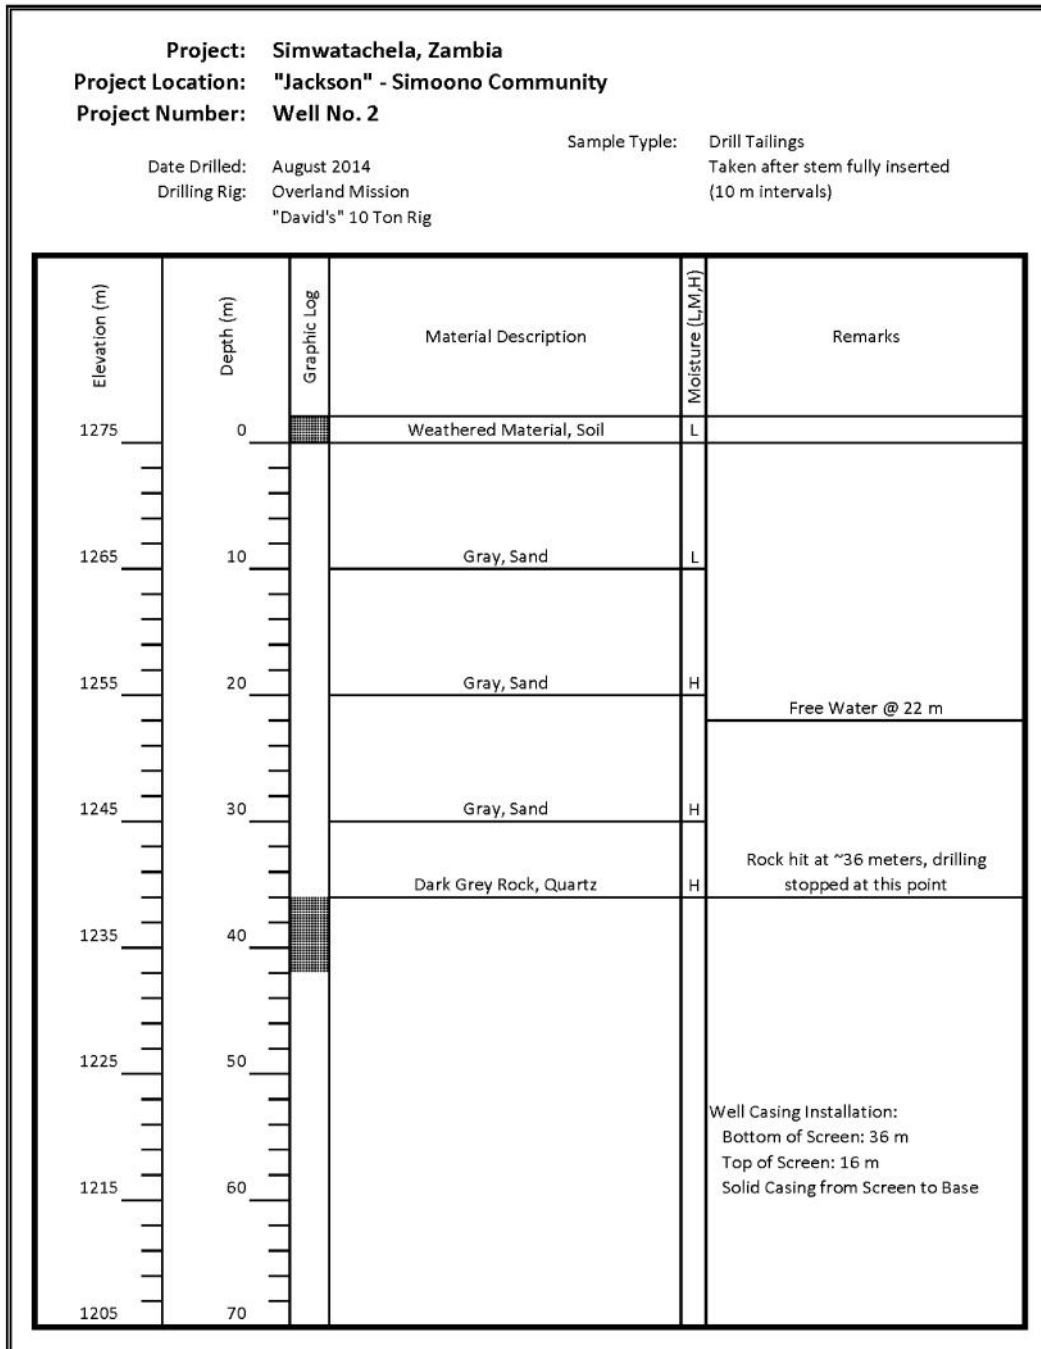 Project: Simwatachela, Zambia
Project Location: "Jackson" - Simoono Community
Project Number: Well No. 2
Sample Typle: Drill Tailings
Date Drilled: August 2014
Taken after stem fully inserted
Drilling Rig: Overland Mission
(10 m intervals)
"David's" 10 Ton Rig
Elevation (m)
Depth (m)
Graphic Log
Material Description
Moisture (L,M,H)
Remarks
1275 0 Weathered Material, Soil L
1265 10 Gray, Sand L
1255 20 Gray, Sand H
Free Water @ 22 m
1245 30 Gray, Sand H
Rock hit at ~36 meters, drilling
Dark Grey Rock, Quartz H stopped at this point
1235 40
1225 50
Well Casing Installation:
Bottom of Screen: 36 m
Top of Screen: 16 m
1215 60 Solid Casing from Screen to Base
1205 70